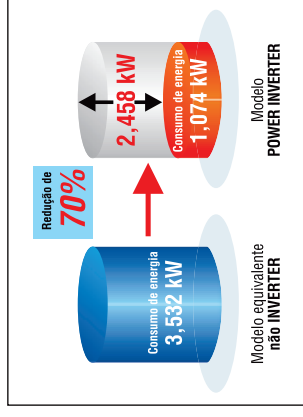 Redução de
70%
Consumo de energia
3,532 kW
Modelo equivalente
não INVERTER
2,458 kW
Consumo de energia
1,074 kW
Modelo
POWER INVERTER